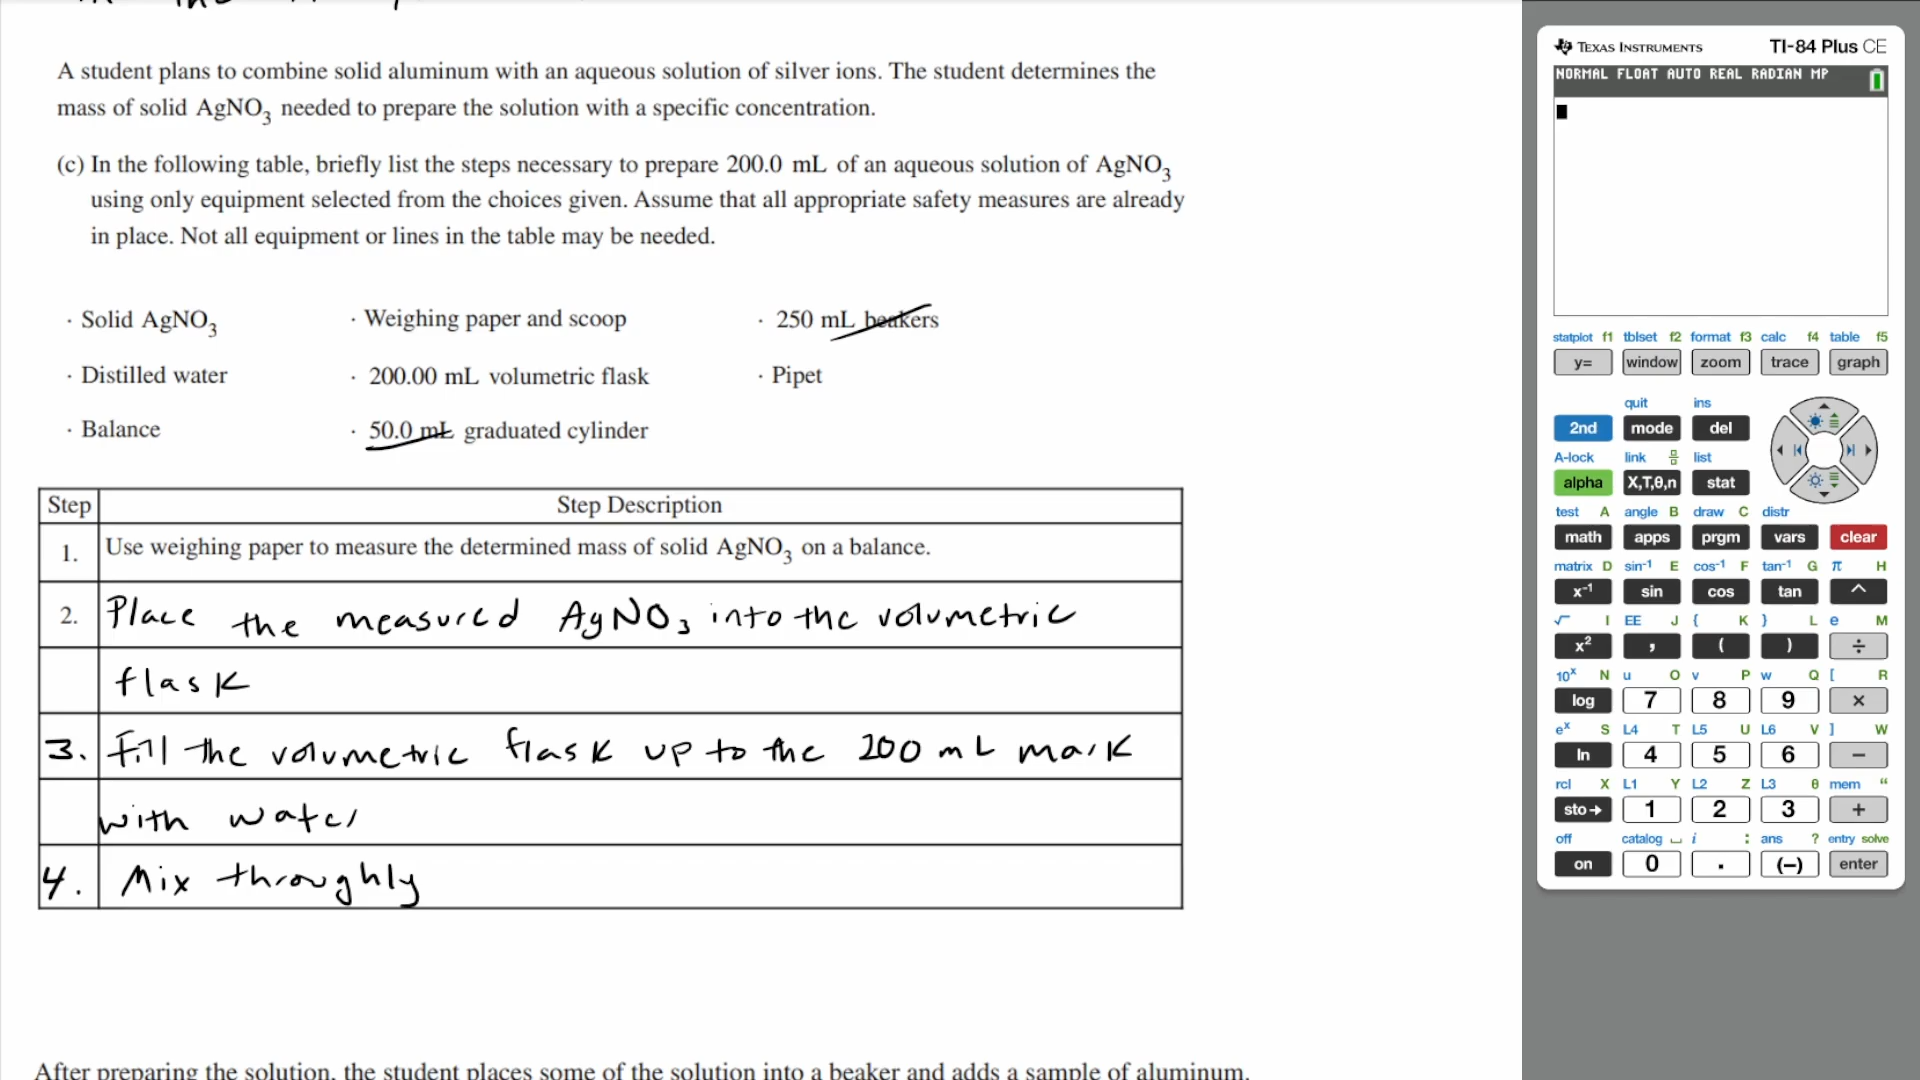 A student plans to combine solid aluminum with an aqueous solution of silver ions. The student determines the
mass of solid AgNO3 needed to prepare the solution with a specific concentration.
(c) In the following table, briefly list the steps necessary to prepare 200.0 mL of an aqueous solution of AgNO3
using only equipment selected from the choices given. Assume that all appropriate safety measures are already
in place. Not all equipment or lines in the table may be needed.
· Solid AgNO3 · Weighing paper and scoop · 250 mL beakers
· Distilled water · 200.00 mL volumetric flask · Pipet
· Balance · 50.0 mL graduated cylinder
Step Step Description
1. Use weighing paper to measure the determined mass of solid AgNO3 on a balance.
2. Place the measured AgNO3 into the volumetric
flask
3. Fill the volumetric flask up to the 200 mL mark
with water
4. Mix throughly
After preparing the solution, the student places some of the solution into a beaker and adds a sample of aluminum.
TEXAS INSTRUMENTS TI-84 Plus CE
NORMAL FLOAT AUTO REAL RADIAN MP
statplot f1 tblset f2 format f3 calc f4 table f5
y= window zoom trace graph
quit ins
2nd mode del
A-lock link list
alpha X,T,θ,n stat
test A angle B draw C distr
math apps prgm vars clear
matrix D sin-1 E cos-1 F tan-1 G π H
x-1 sin cos tan ^
√ I EE J { K } L e M
x2 , ( ) ÷
10x N u O v P w Q [ R
log 7 8 9 ×
ex S L4 T L5 U L6 V ] W
ln 4 5 6 −
rcl X L1 Y L2 Z L3 θ mem "
sto→ 1 2 3 +
off catalog i : ans ? entry solve
on 0 . (−) enter